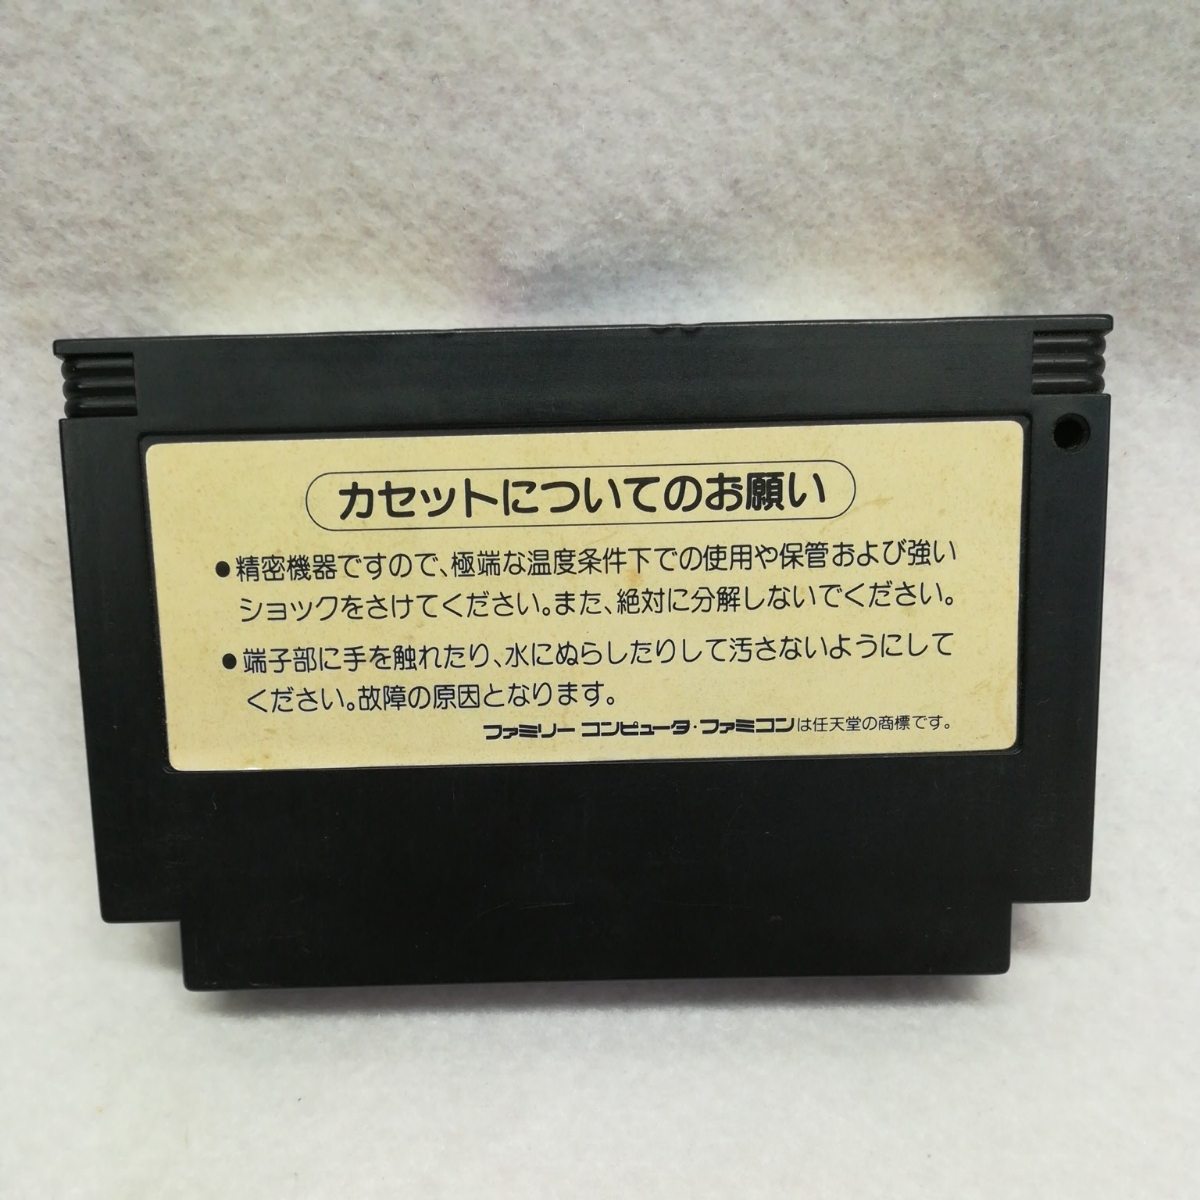 カセットについてのお願い
●精密機器ですので、極端な温度条件下での使用や保管および強い
ショックをさけてください。また、絶対に分解しないでください。
●端子部に手を触れたり、水にぬらしたりして汚さないようにして
ください。故障の原因となります。
ファミリー コンピュータ・ファミコンは任天堂の商標です。